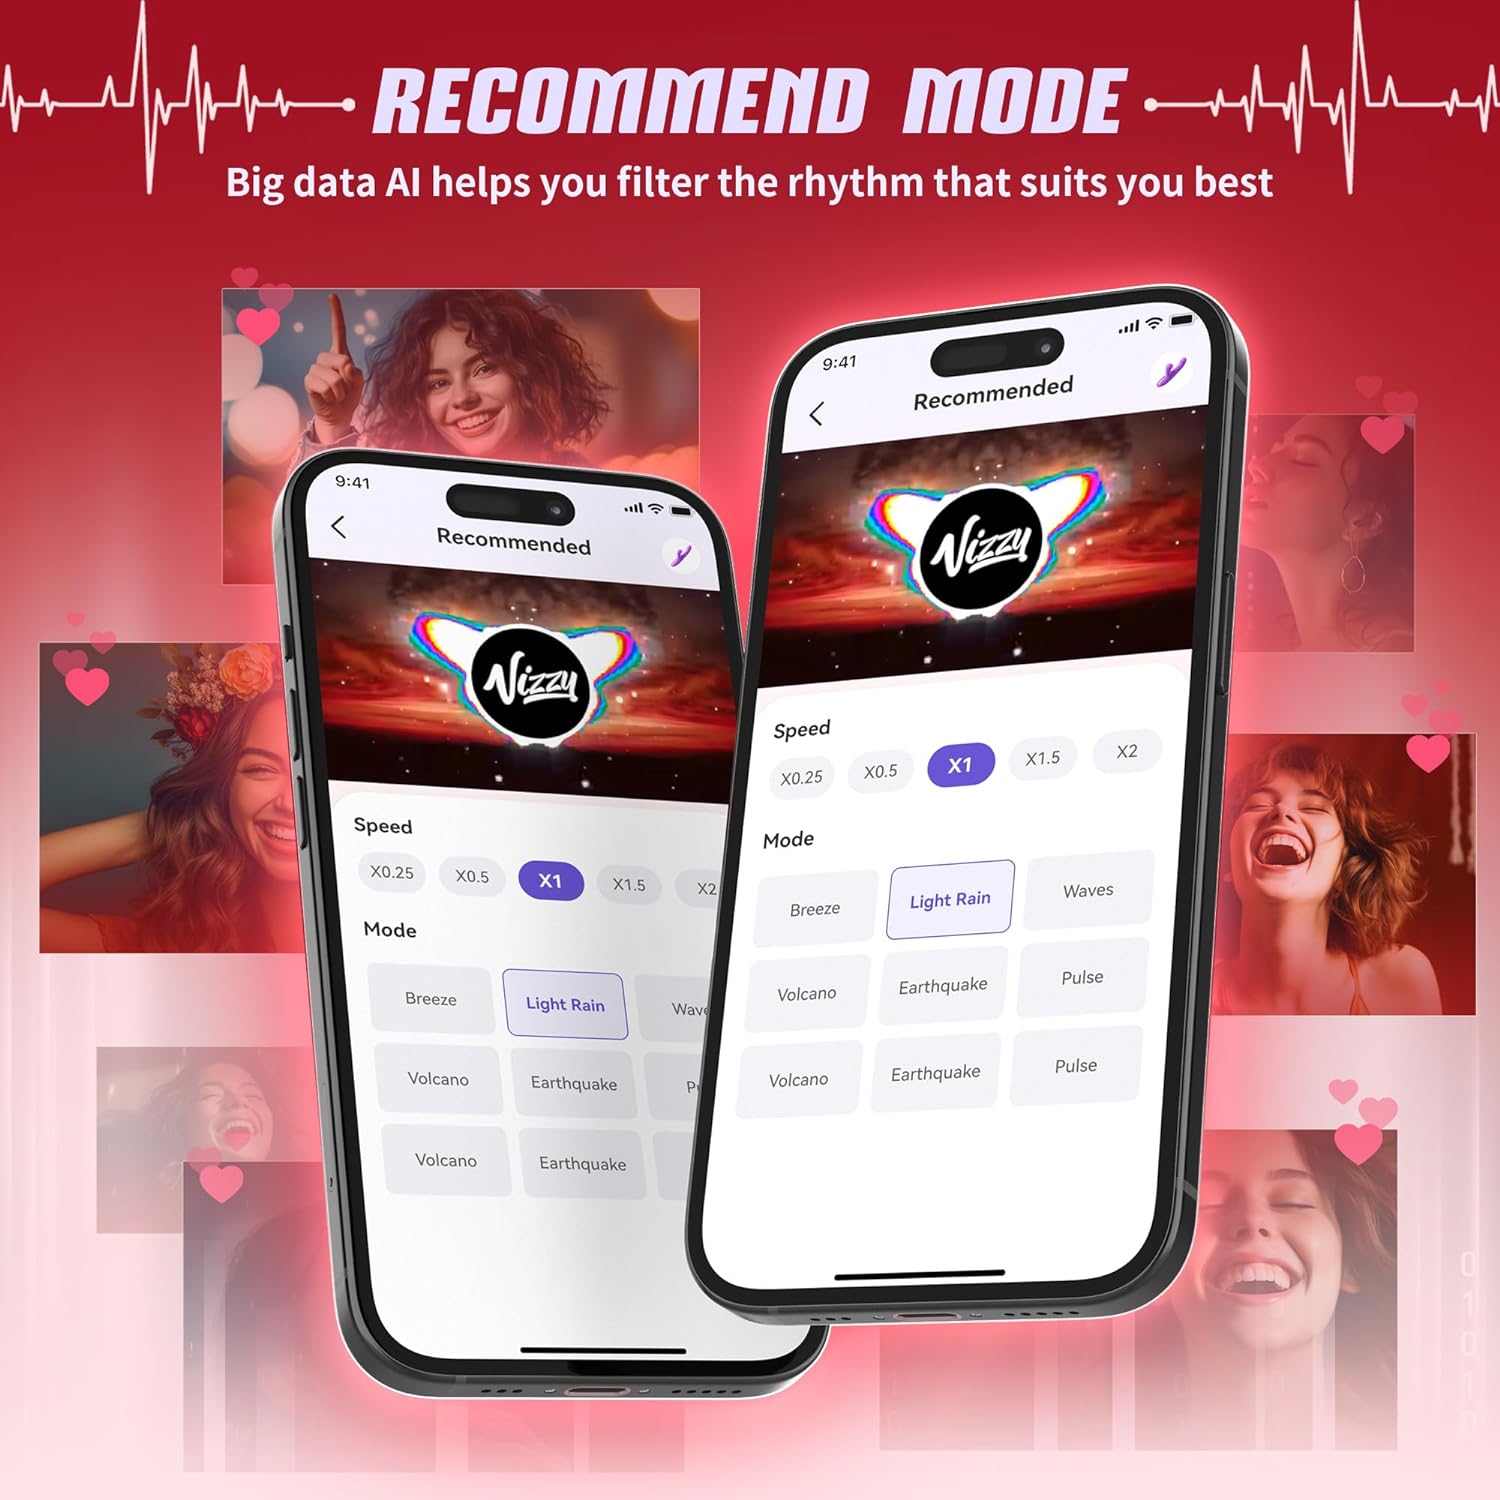 RECOMMEND MODE
Big data AI helps you filter the rhythm that suits you best
9:41
Recommended
Nizzy
Speed
X0.25 X0.5 X1 X1.5 X2
Mode
Breeze Light Rain
Volcano Earthquake
Volcano Earthquake
9:41
Recommended
Nizzy
Speed
X0.25 X0.5 X1 X1.5 X2
Mode
Breeze Light Rain Waves
Volcano Earthquake Pulse
Volcano Earthquake Pulse